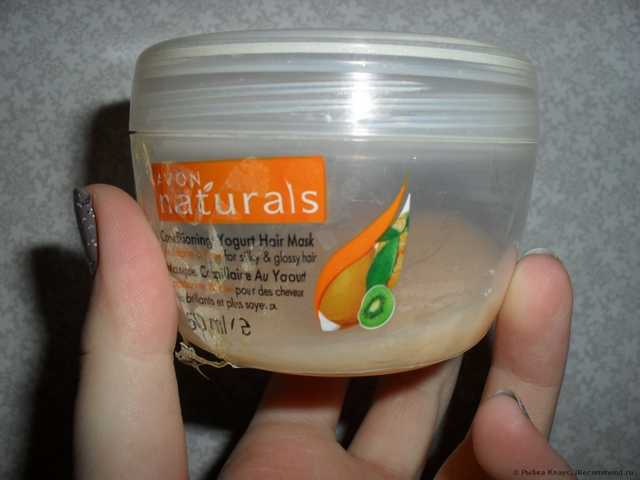 AVON
naturals
Conditioning Yogurt Hair Mask
for silky & glossy hair
Masque Capillaire Au Yaourt
pour des cheveux
brillants et plus soyeux
© Рыбка Клаус, IRecommend.ru